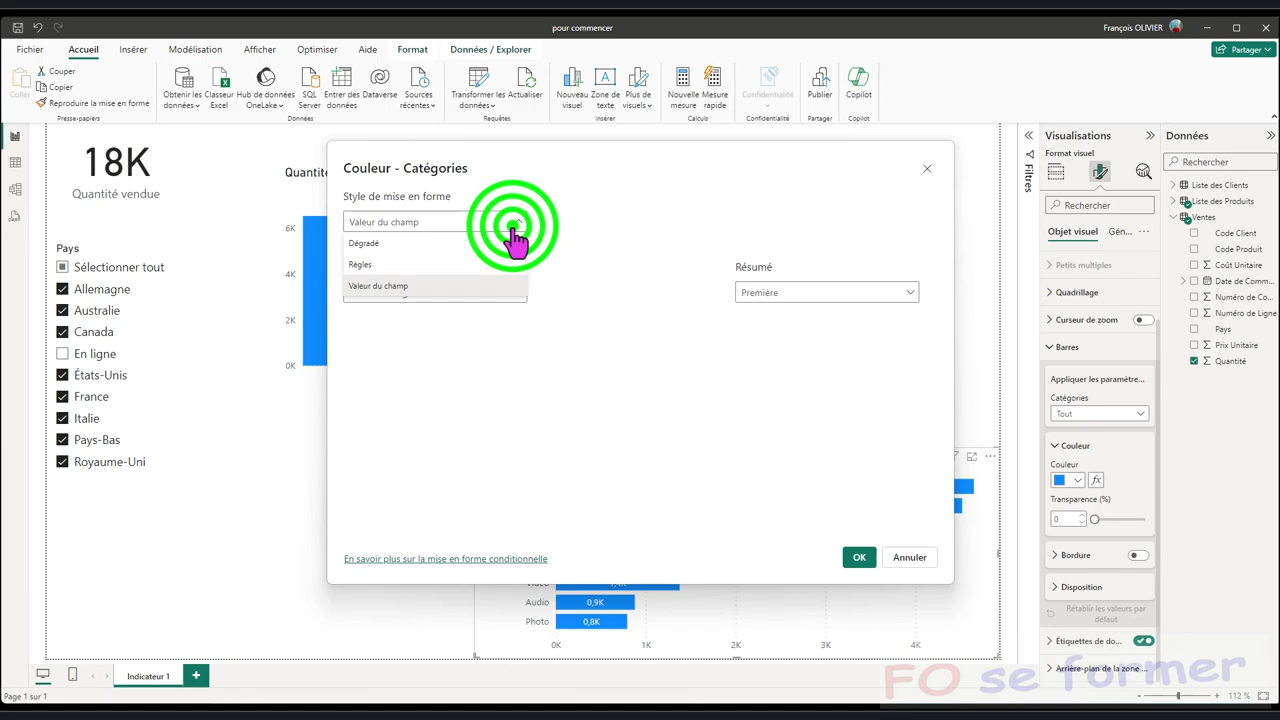 pour commencer
François OLIVIER
Fichier
Accueil
Insérer
Modélisation
Afficher
Optimiser
Aide
Format
Données / Explorer
Partager
Coller
Couper
Copier
Reproduire la mise en forme
Presse-papiers
Obtenir les données
Classeur Excel
Hub de données OneLake
SQL Server
Entrer des données
Dataverse
Sources récentes
Données
Transformer les données
Actualiser
Requêtes
Nouveau visuel
Zone de texte
Plus de visuels
Insérer
Nouvelle mesure
Mesure rapide
Calculs
Confidentialité
Confidentialité
Publier
Partager
Copilot
Copilot
18K
Quantité vendue
Pays
Sélectionner tout
Allemagne
Australie
Canada
En ligne
États-Unis
France
Italie
Pays-Bas
Royaume-Uni
6K
4K
2K
0K
Couleur - Catégories
Style de mise en forme
Valeur du champ
Dégradé
Règles
Valeur du champ
Résumé
Première
En savoir plus sur la mise en forme conditionnelle
OK
Annuler
Audio
0,9K
Photo
0,8K
0K
1K
2K
3K
4K
Filtres
Visualisations
Format visuel
Rechercher
Objet visuel
Gén...
Petits multiples
Quadrillage
Curseur de zoom
Barres
Appliquer les paramètre...
Catégories
Tout
Couleur
Couleur
fx
Transparence (%)
0
Bordure
Disposition
Rétablir les valeurs par défaut
Étiquettes de do...
Arrière-plan de la zone ...
Données
Rechercher
Liste des Clients
Liste des Produits
Ventes
Code Client
Code Produit
Coût Unitaire
Date de Comm...
Numéro de Co...
Numéro de Ligne
Pays
Prix Unitaire
Quantité
Indicateur 1
Page 1 sur 1
112 %
FO se former